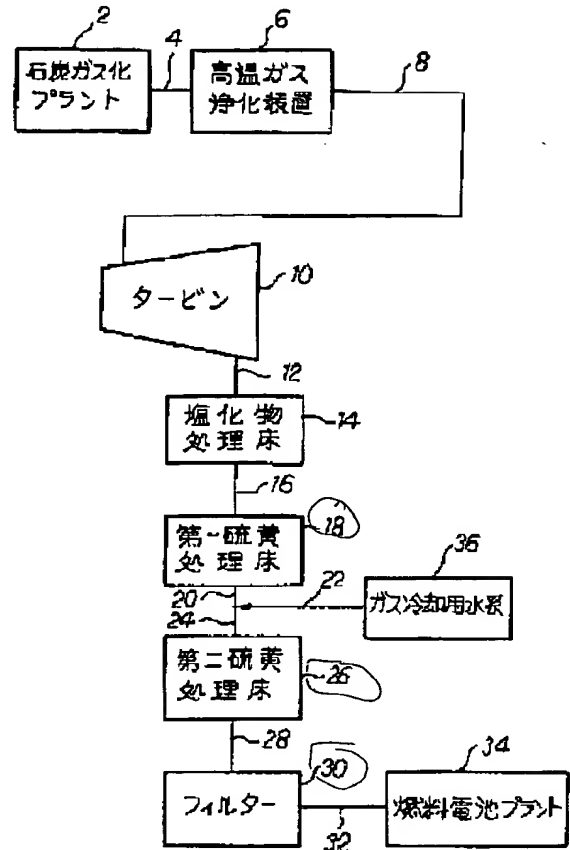 2
石炭ガス化
プラント
4
6
高温ガス
浄化装置
8
タービン
10
12
塩化物
処理床
14
16
第一硫黄
処理床
18
20
22
24
36
ガス冷却用水系
第二硫黄
処理床
26
28
フィルター
30
32
34
燃料電池プラント